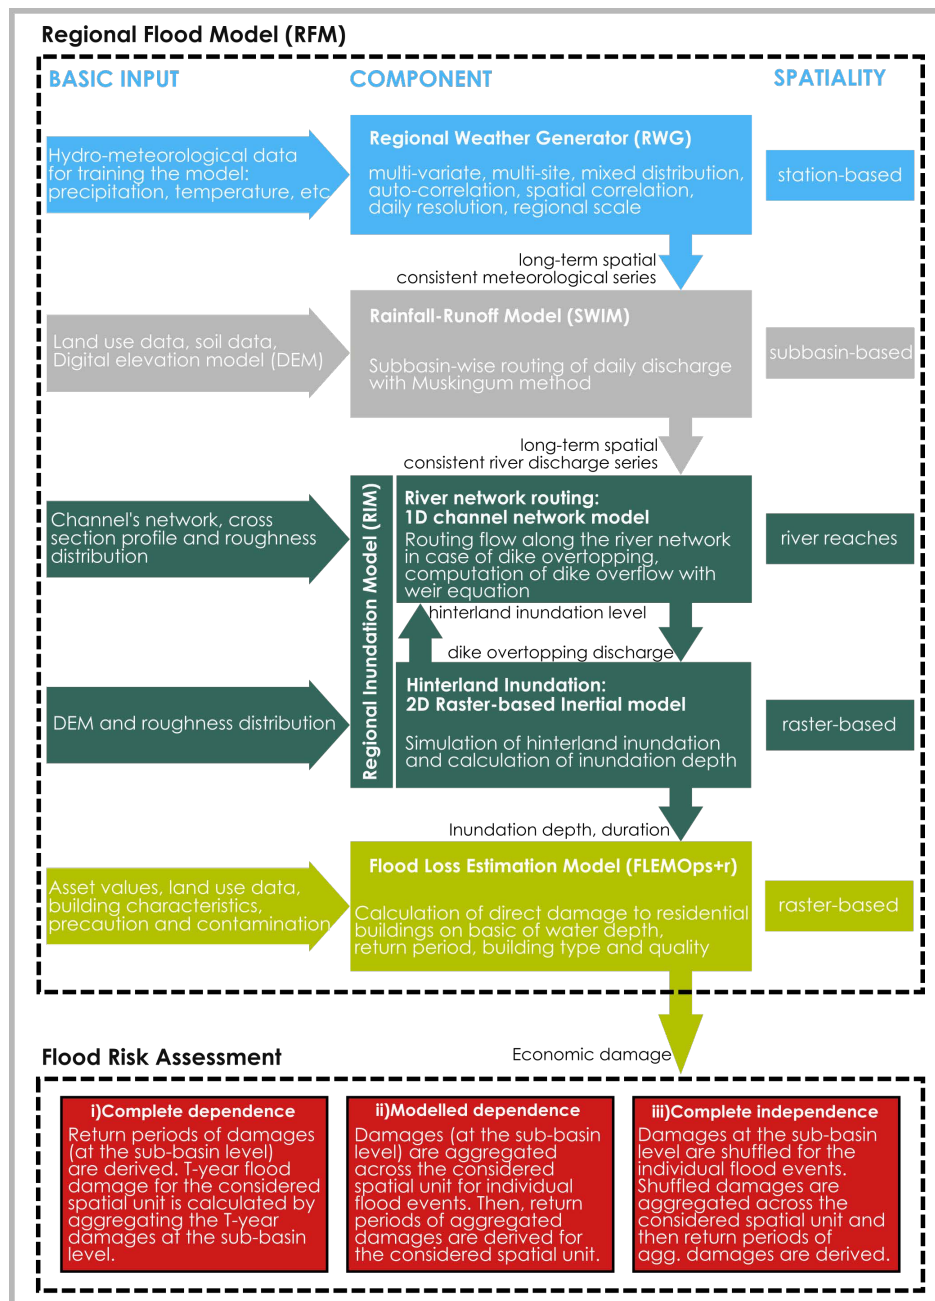 Regional Flood Model (RFM)
BASIC INPUT
COMPONENT
SPATIALITY
Hydro-meteorological data
for training the model:
precipitation, temperature, etc
Regional Weather Generator (RWG)
multi-variate, multi-site, mixed distribution,
auto-correlation, spatial correlation,
daily resolution, regional scale
station-based
long-term spatial
consistent meteorological series
Land use data, soil data,
Digital elevation model (DEM)
Rainfall-Runoff Model (SWIM)
Subbasin-wise routing of daily discharge
with Muskingum method
subbasin-based
long-term spatial
consistent river discharge series
Channel's network, cross
section profile and roughness
distribution
Regional Inundation Model (RIM)
River network routing:
1D channel network model
Routing flow along the river network
in case of dike overtopping,
computation of dike overflow with
weir equation
river reaches
hinterland inundation level
dike overtopping discharge
DEM and roughness distribution
Hinterland Inundation:
2D Raster-based Inertial model
Simulation of hinterland inundation
and calculation of inundation depth
raster-based
Inundation depth, duration
Asset values, land use data,
building characteristics,
precaution and contamination
Flood Loss Estimation Model (FLEMOps+r)
Calculation of direct damage to residential
buildings on basic of water depth,
return period, building type and quality
raster-based
Economic damage
Flood Risk Assessment
i)Complete dependence
Return periods of damages
(at the sub-basin level)
are derived. T-year flood
damage for the considered
spatial unit is calculated by
aggregating the T-year
damages at the sub-basin
level.
ii)Modelled dependence
Damages (at the sub-basin
level) are aggregated
across the considered
spatial unit for individual
flood events. Then, return
periods of aggregated
damages are derived for
the considered spatial unit.
iii)Complete independence
Damages at the sub-basin
level are shuffled for
the individual flood events.
Shuffled damages are
aggregated across the
considered spatial unit and
then return periods of
agg. damages are derived.